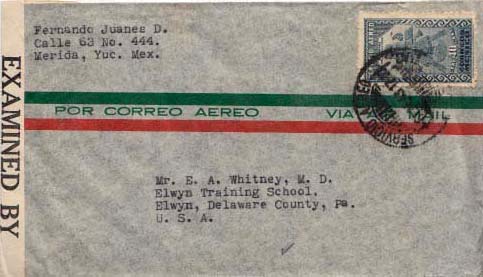 Fernando Juanes D.
Calle 63 No. 444.
Merida, Yuc. Mex.
EXAMINED BY
POR CORREO AEREO VIA MAIL
Mr. E. A. Whitney, M. D.
Elwyn Training School.
Elwyn, Delaware County, Pa.
U. S. A.